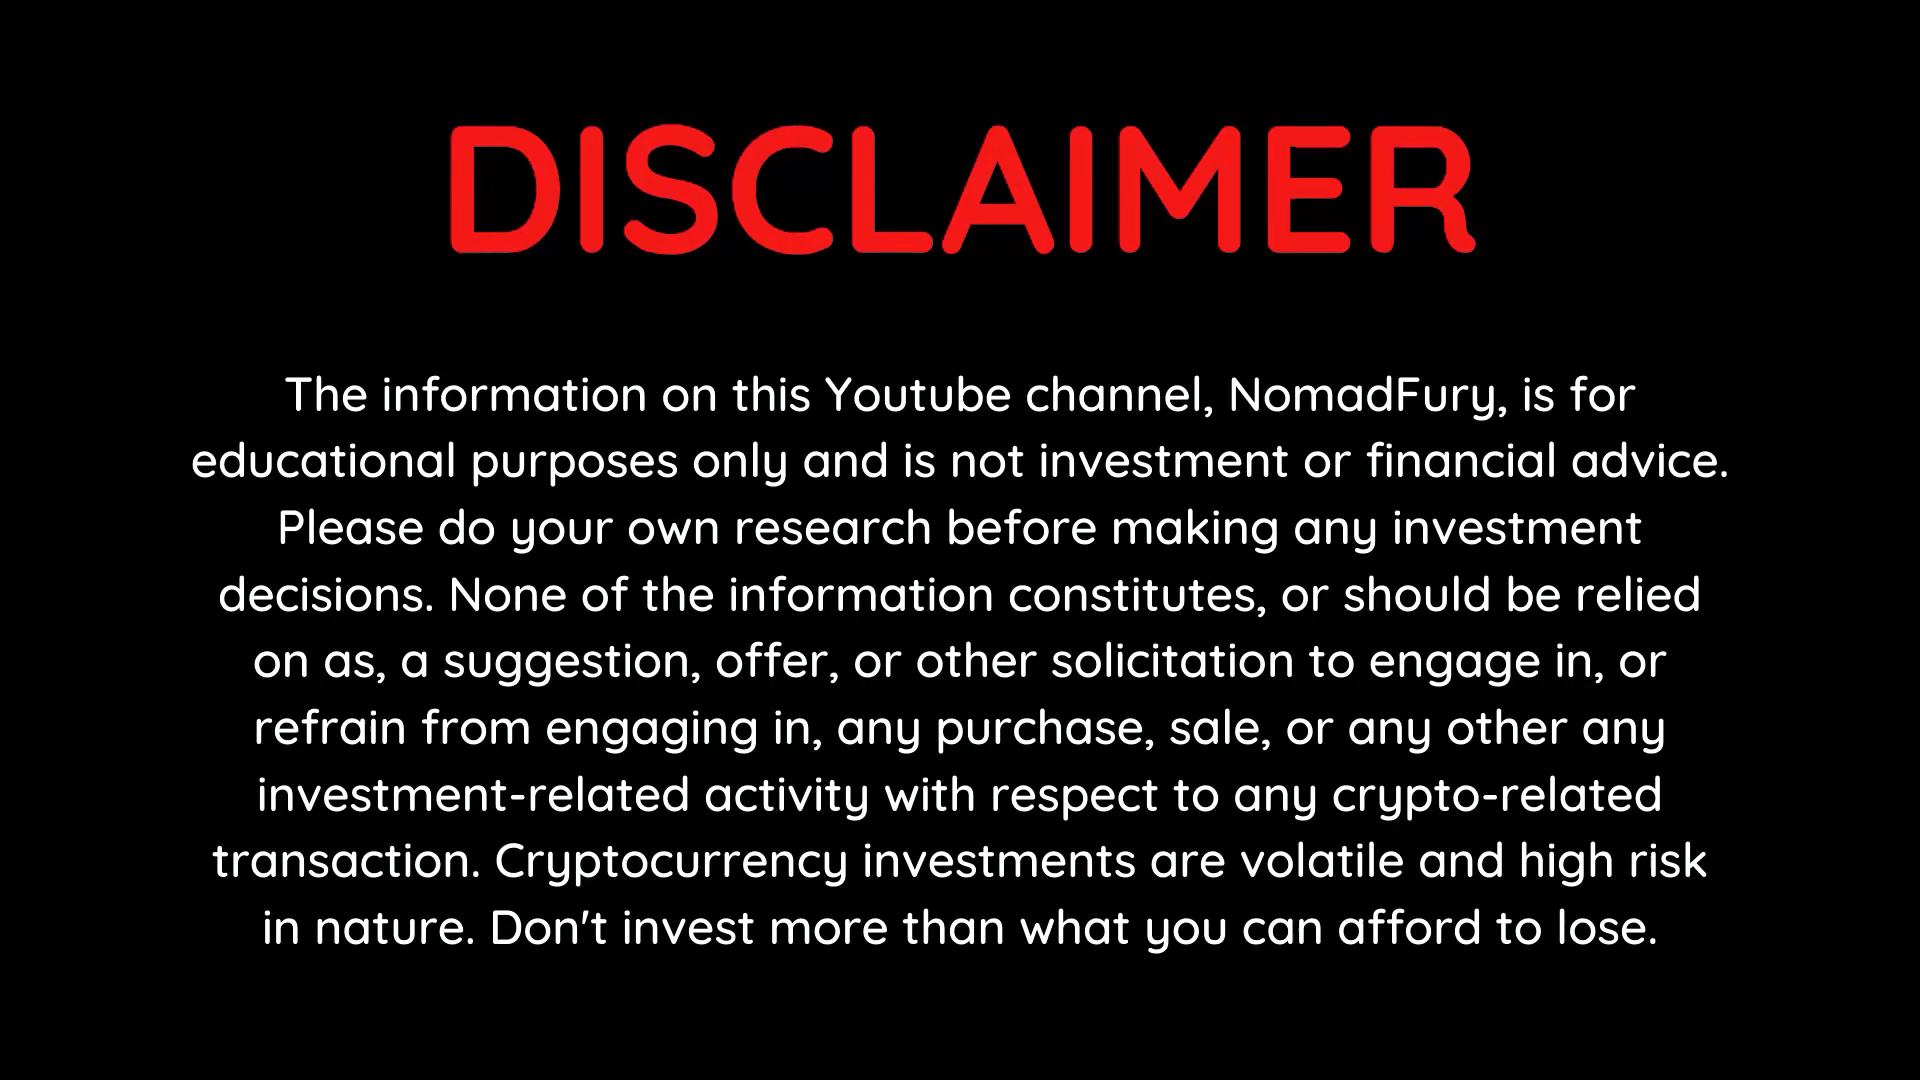 DISCLAIMER
The information on this Youtube channel, NomadFury, is for
educational purposes only and is not investment or financial advice.
Please do your own research before making any investment
decisions. None of the information constitutes, or should be relied
on as, a suggestion, offer, or other solicitation to engage in, or
refrain from engaging in, any purchase, sale, or any other any
investment-related activity with respect to any crypto-related
transaction. Cryptocurrency investments are volatile and high risk
in nature. Don't invest more than what you can afford to lose.